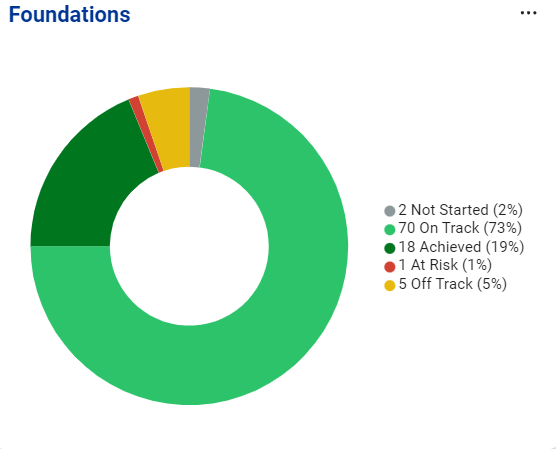 Foundations
2 Not Started (2%)
70 On Track (73%)
18 Achieved (19%)
1 At Risk (1%)
5 Off Track (5%)